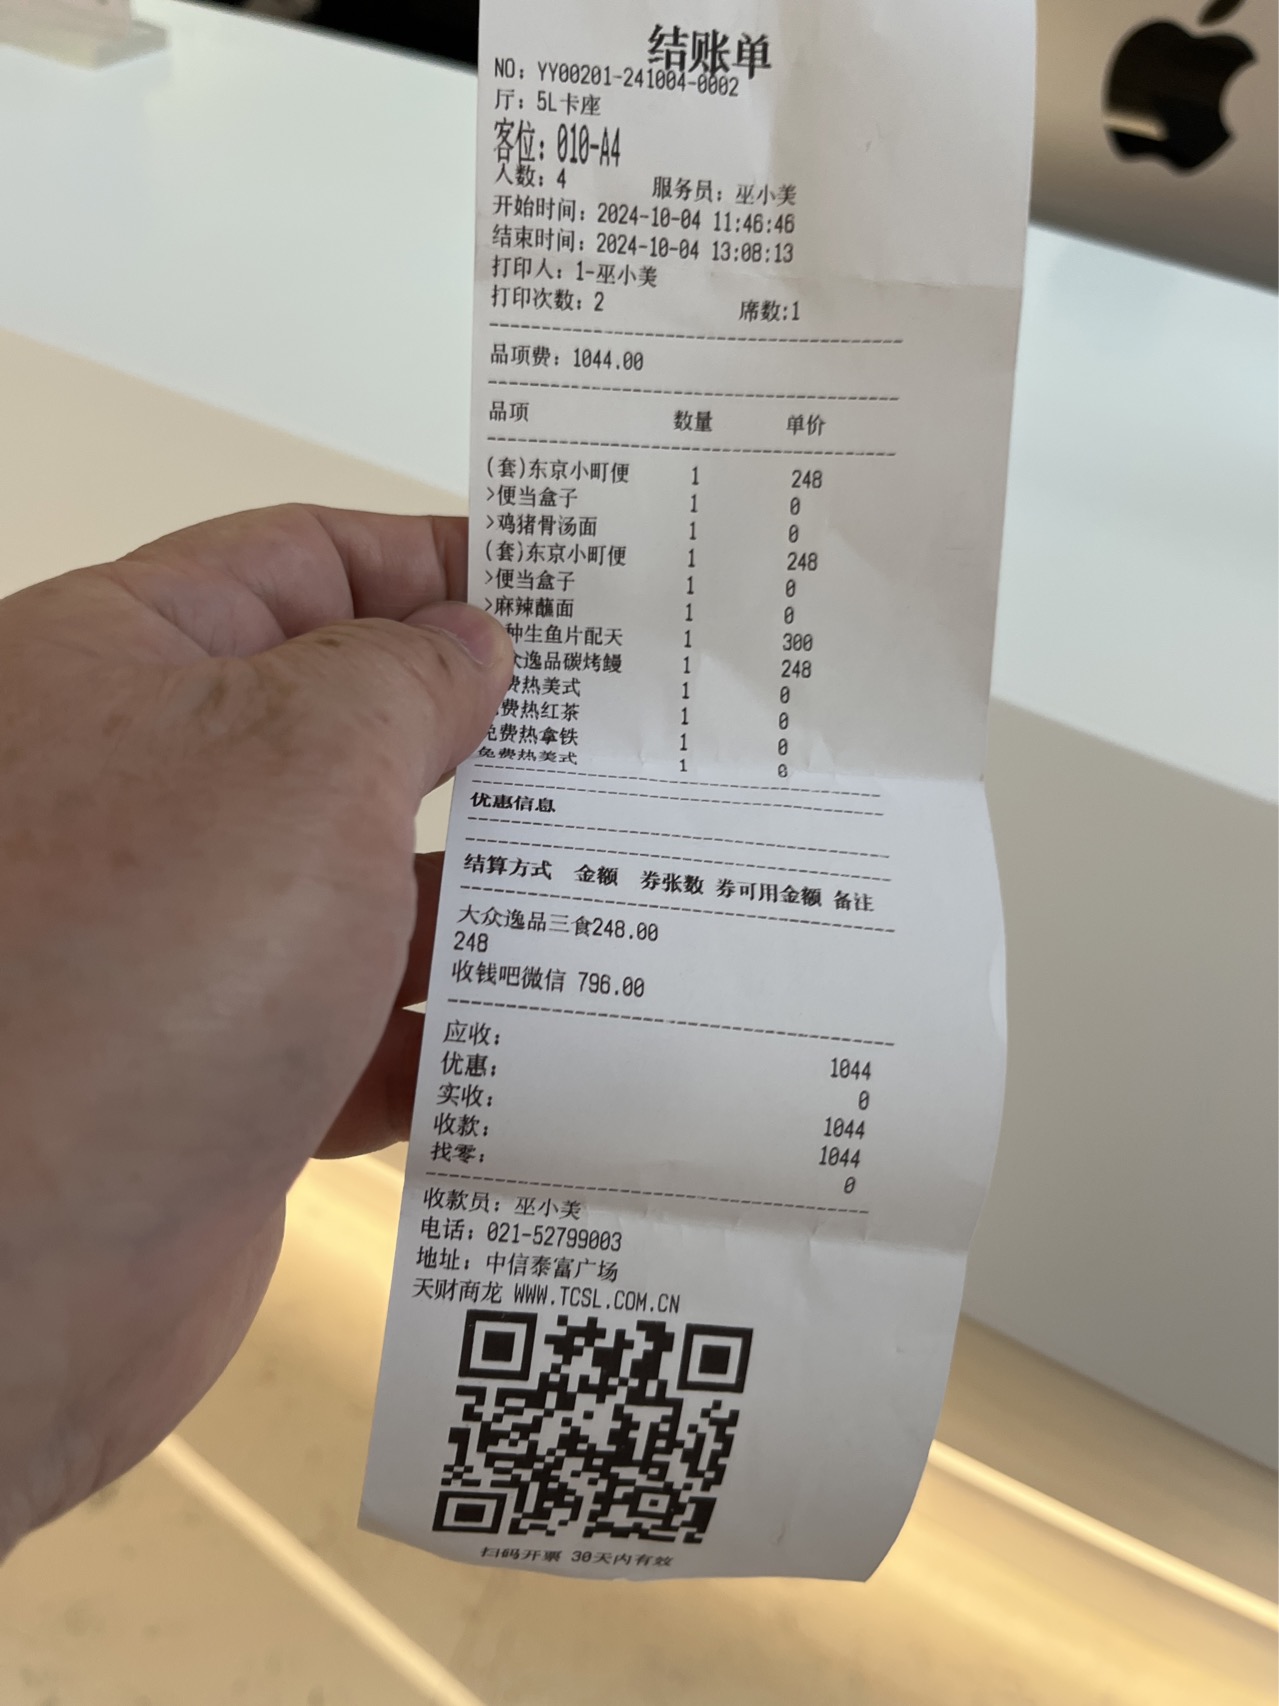 结账单
NO: YY00201-241004-0002
厅: 5L卡座
客位: 010-A4
人数: 4 服务员: 巫小美
开始时间: 2024-10-04 11:46:46
结束时间: 2024-10-04 13:08:13
打印人: 1-巫小美
打印次数: 2 席数:1
品项费: 1044.00
品项 数量 单价
(套)东京小町便 1 248
>便当盒子 1 0
>鸡猪骨汤面 1 0
(套)东京小町便 1 248
>便当盒子 1 0
>麻辣蘸面 1 0
种生鱼片配天 1 300
众逸品碳烤鳗 1 248
费热美式 1 0
费热红茶 1 0
免费热拿铁 1 0
免费热美式 1 0
优惠信息
结算方式 金额 券张数 券可用金额 备注
大众逸品三食248.00
248
收钱吧微信 796.00
应收: 1044
优惠: 0
实收: 1044
收款: 1044
找零: 0
收款员: 巫小美
电话: 021-52799003
地址: 中信泰富广场
天财商龙 WWW.TCSL.COM.CN
扫码开票 30天内有效